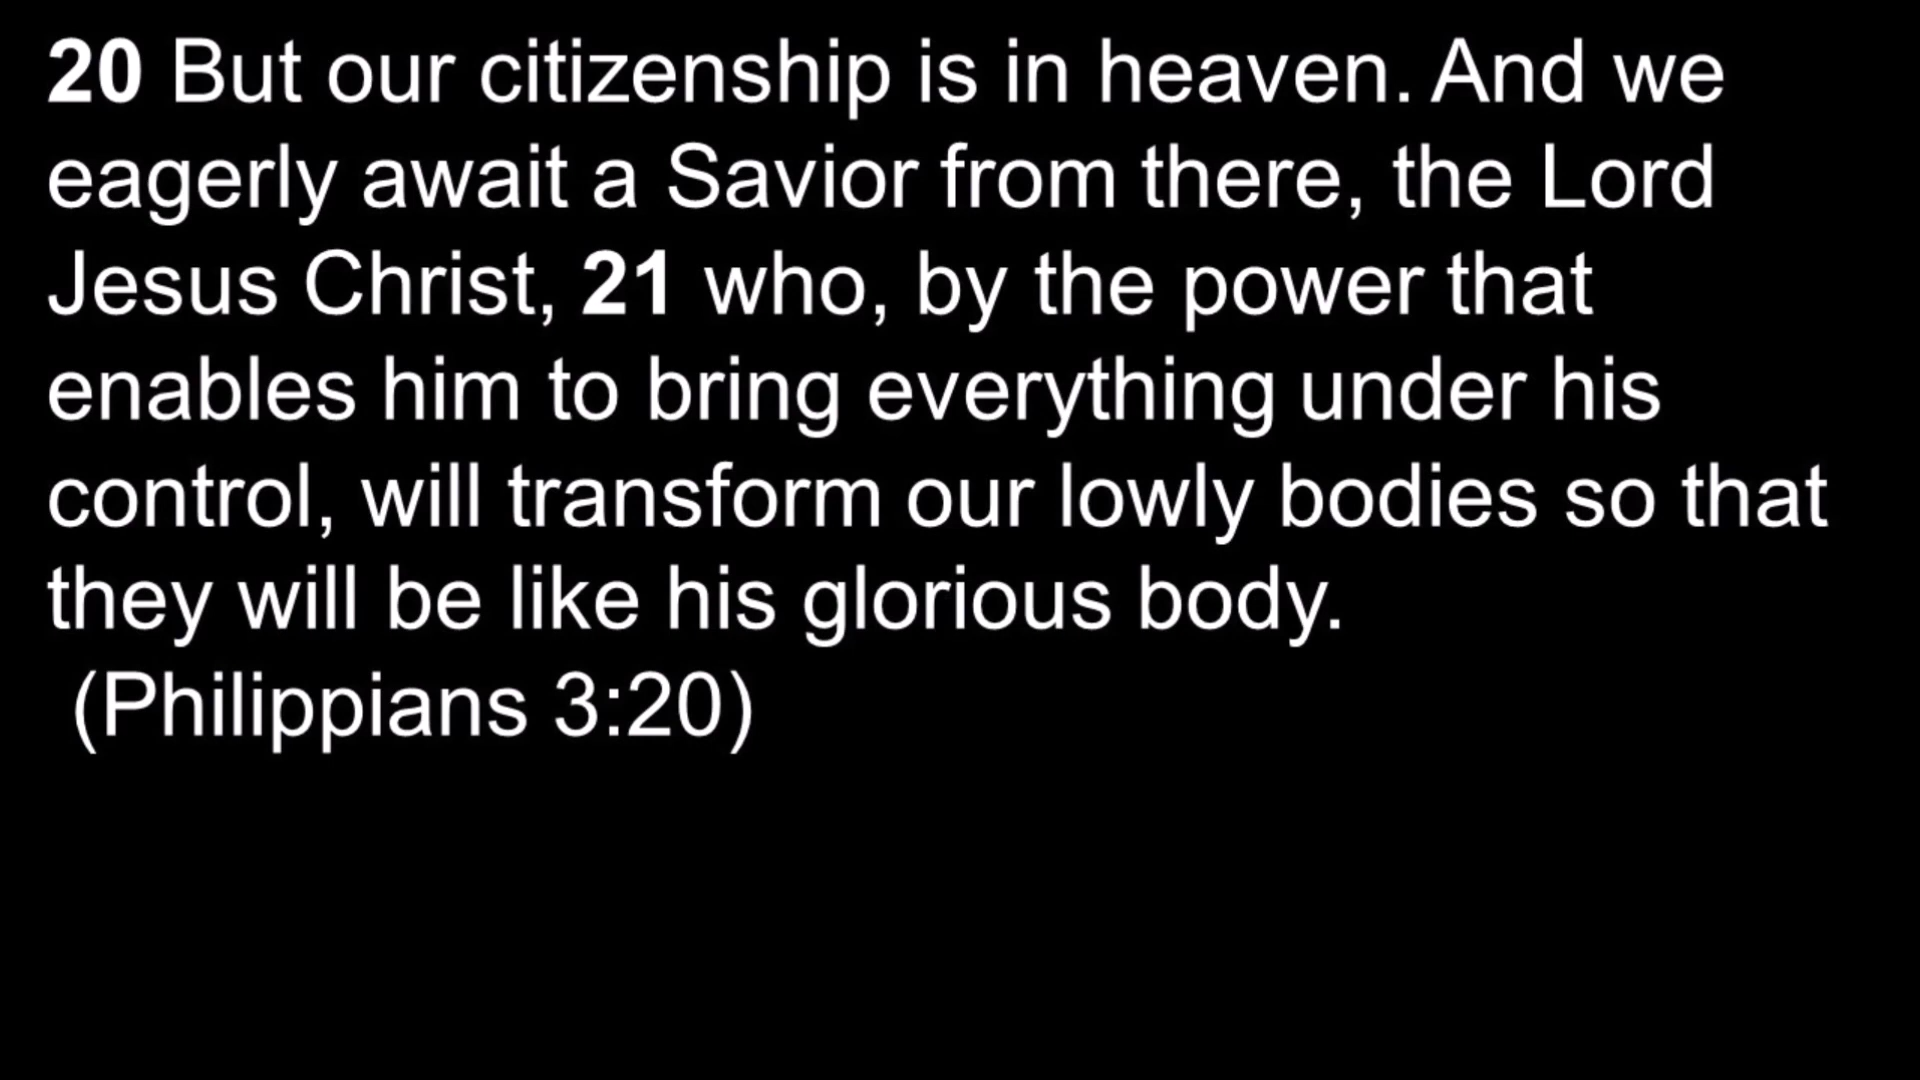 20 But our citizenship is in heaven. And we
eagerly await a Savior from there, the Lord
Jesus Christ, 21 who, by the power that
enables him to bring everything under his
control, will transform our lowly bodies so that
they will be like his glorious body.
(Philippians 3:20)